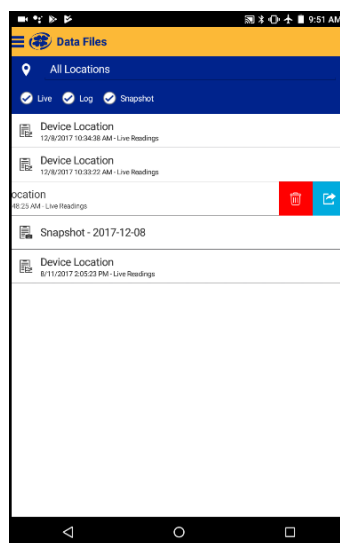 9:51 AM
Data Files
All Locations
Live Log Snapshot
Device Location
12/8/2017 10:34:38 AM - Live Readings
Device Location
12/8/2017 10:33:22 AM - Live Readings
ocation
48:25 AM - Live Readings
Snapshot - 2017-12-08
Device Location
8/11/2017 2:05:23 PM - Live Readings